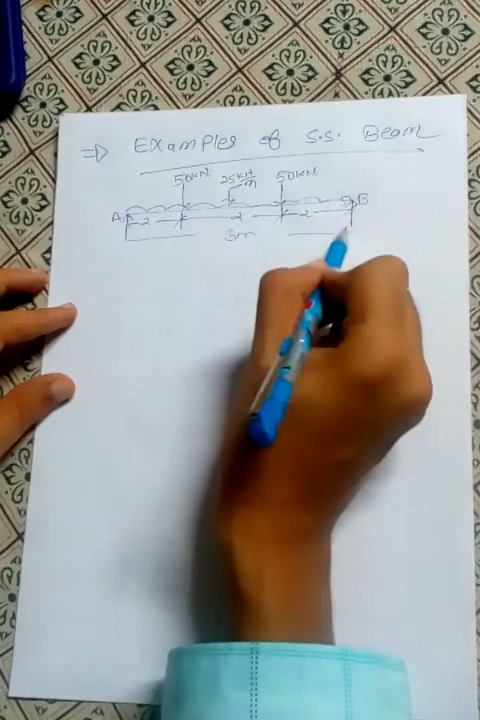 => Examples of S.S. Beam
50KN 25KN/m 50KN
A B
2 2 2
6m